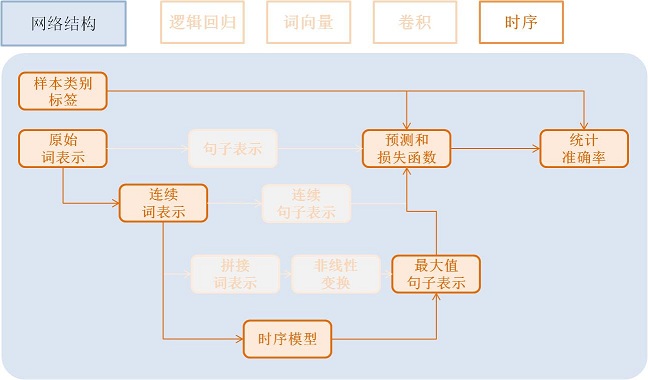 网络结构
逻辑回归
词向量
卷积
时序
样本类别
标签
原始
词表示
句子表示
预测和
损失函数
统计
准确率
连续
词表示
连续
句子表示
拼接
词表示
非线性
变换
最大值
句子表示
时序模型